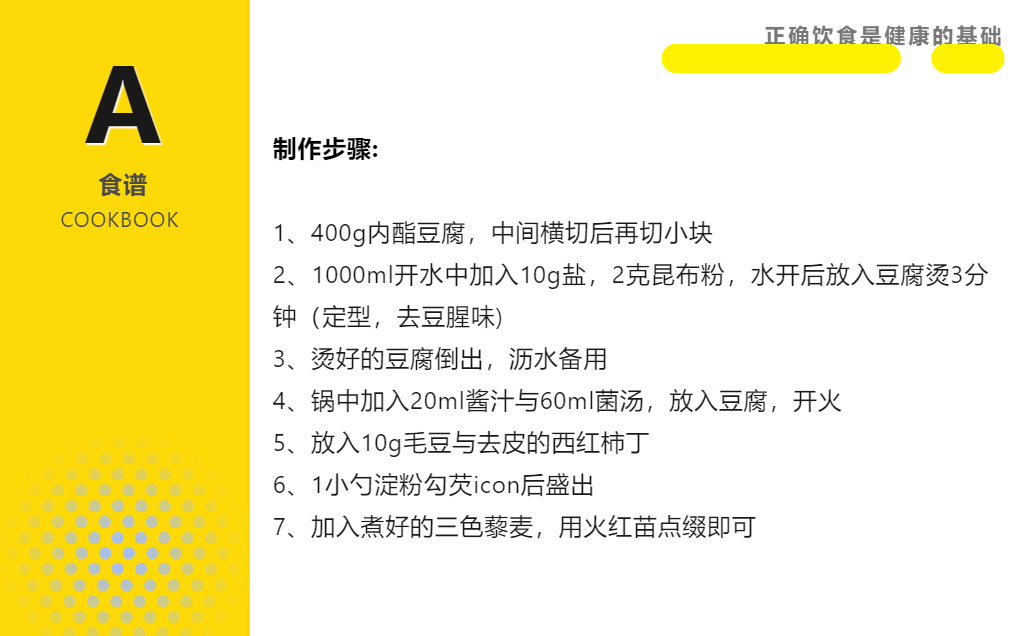 正确饮食是健康的基础
A
食谱
COOKBOOK
制作步骤:
1、400g内酯豆腐，中间横切后再切小块
2、1000ml开水中加入10g盐，2克昆布粉，水开后放入豆腐烫3分
钟（定型，去豆腥味)
3、烫好的豆腐倒出，沥水备用
4、锅中加入20ml酱汁与60ml菌汤，放入豆腐，开火
5、放入10g毛豆与去皮的西红柿丁
6、1小勺淀粉勾芡icon后盛出
7、加入煮好的三色藜麦，用火红苗点缀即可